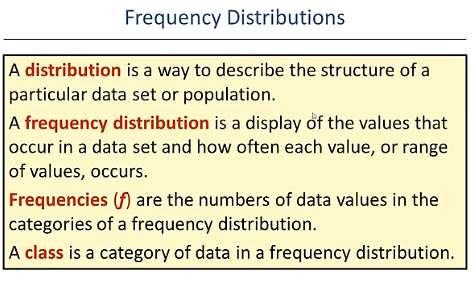 Frequency Distributions
A distribution is a way to describe the structure of a
particular data set or population.
A frequency distribution is a display of the values that
occur in a data set and how often each value, or range
of values, occurs.
Frequencies (f) are the numbers of data values in the
categories of a frequency distribution.
A class is a category of data in a frequency distribution.